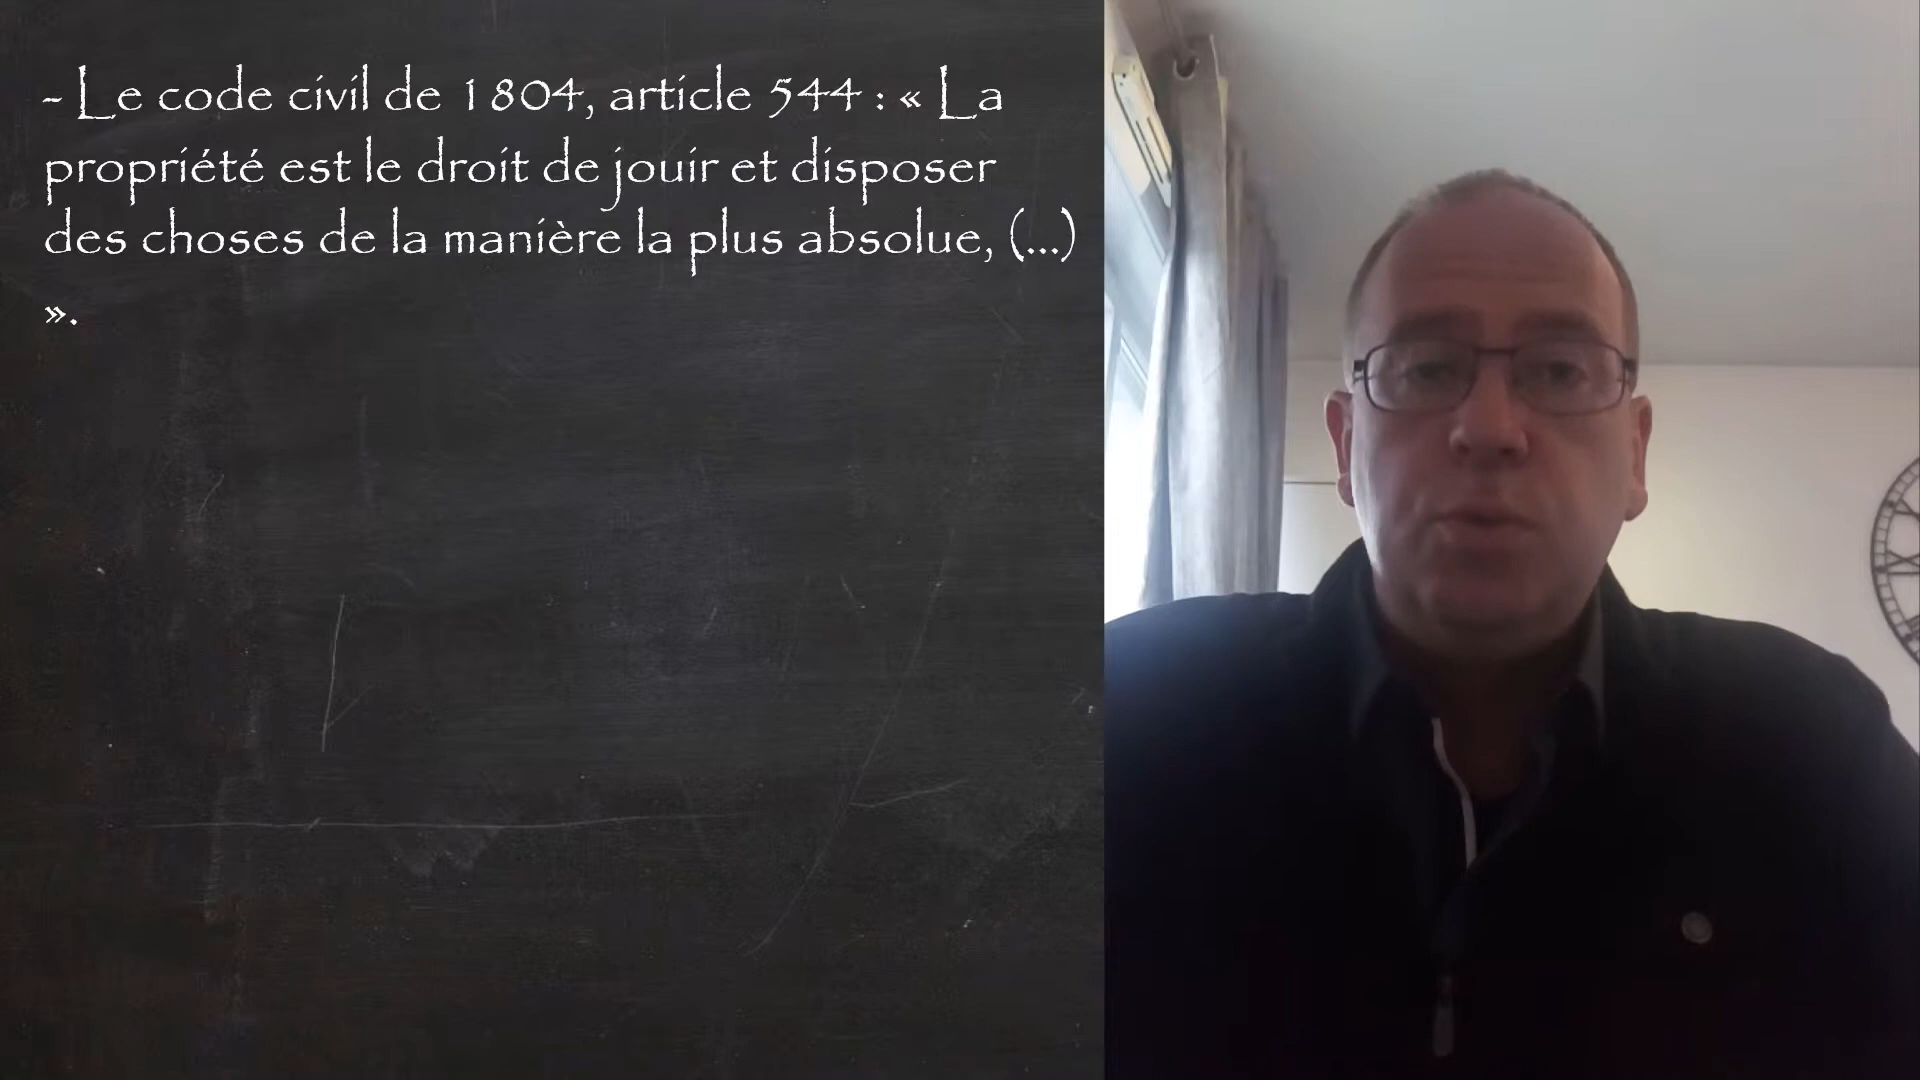 - Le code civil de 1804, article 544 : « La
propriété est le droit de jouir et disposer
des choses de la manière la plus absolue, (...)
».